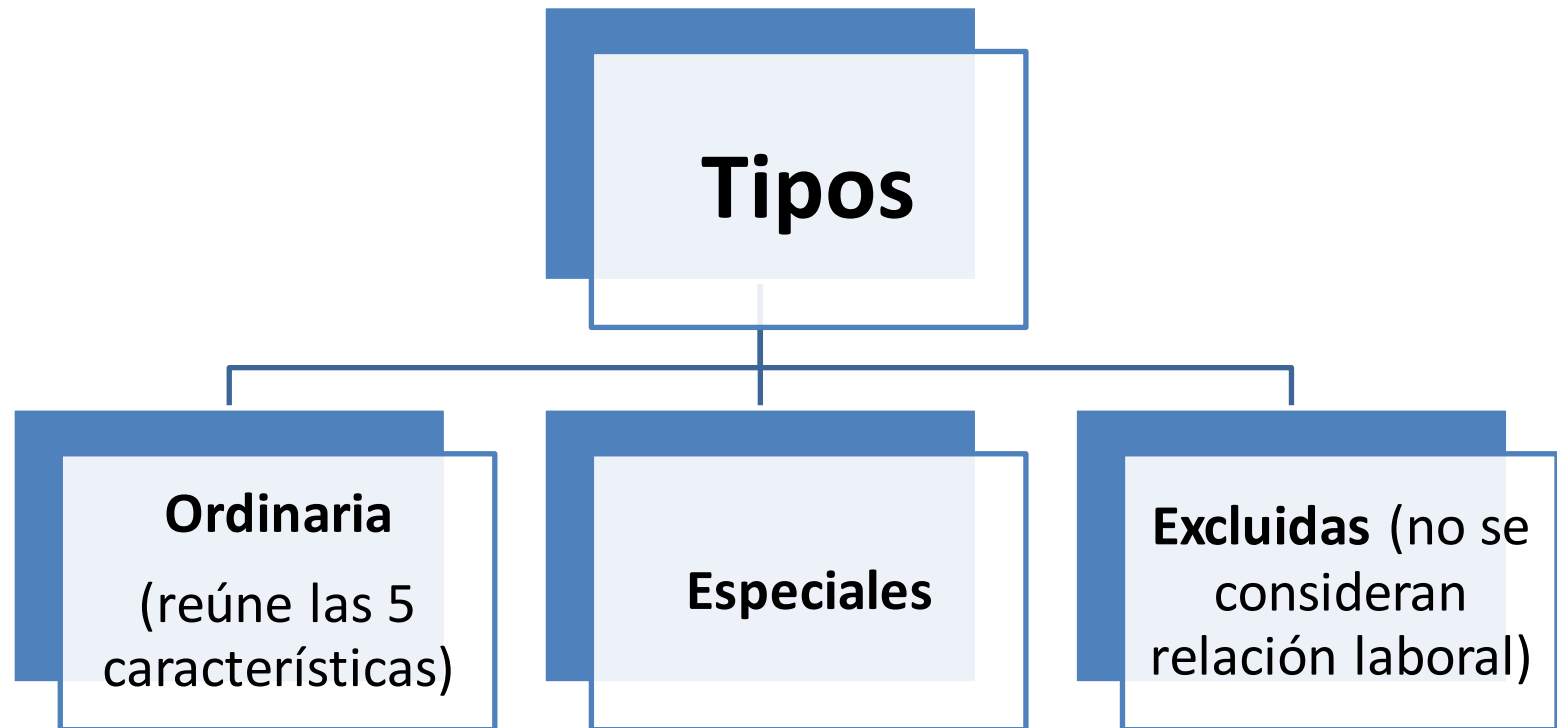 Tipos
Ordinaria
(reúne las 5
características)
Especiales
Excluidas (no se
consideran
relación laboral)